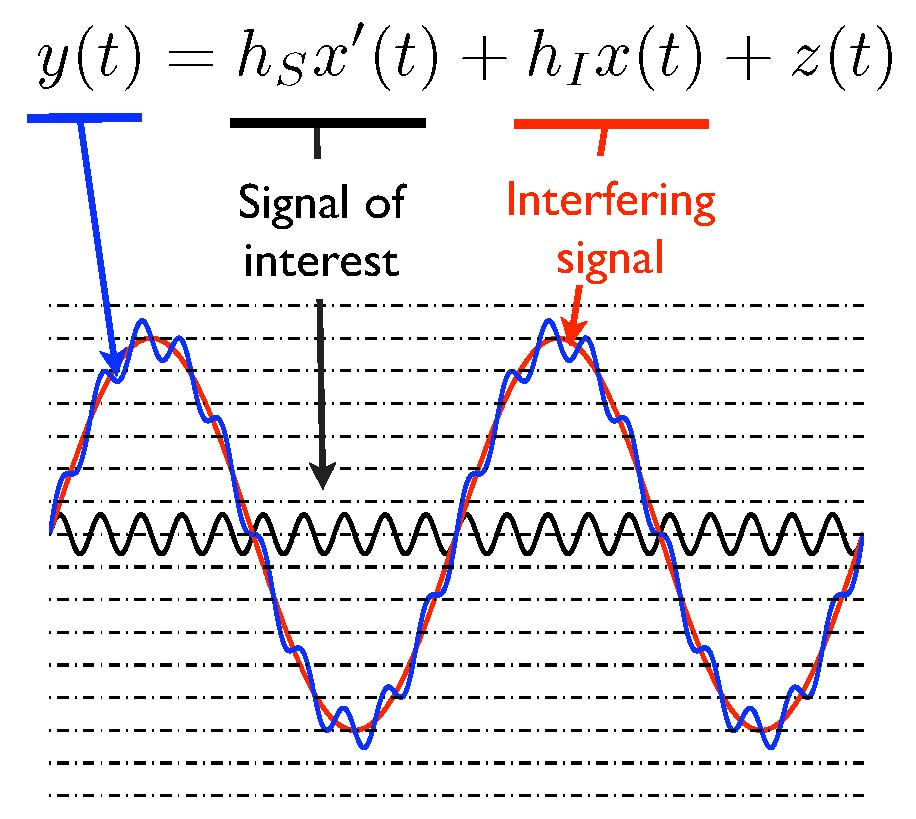 y(t) = h_S x′(t) + h_I x(t) + z(t)
Signal of
interest
Interfering
signal